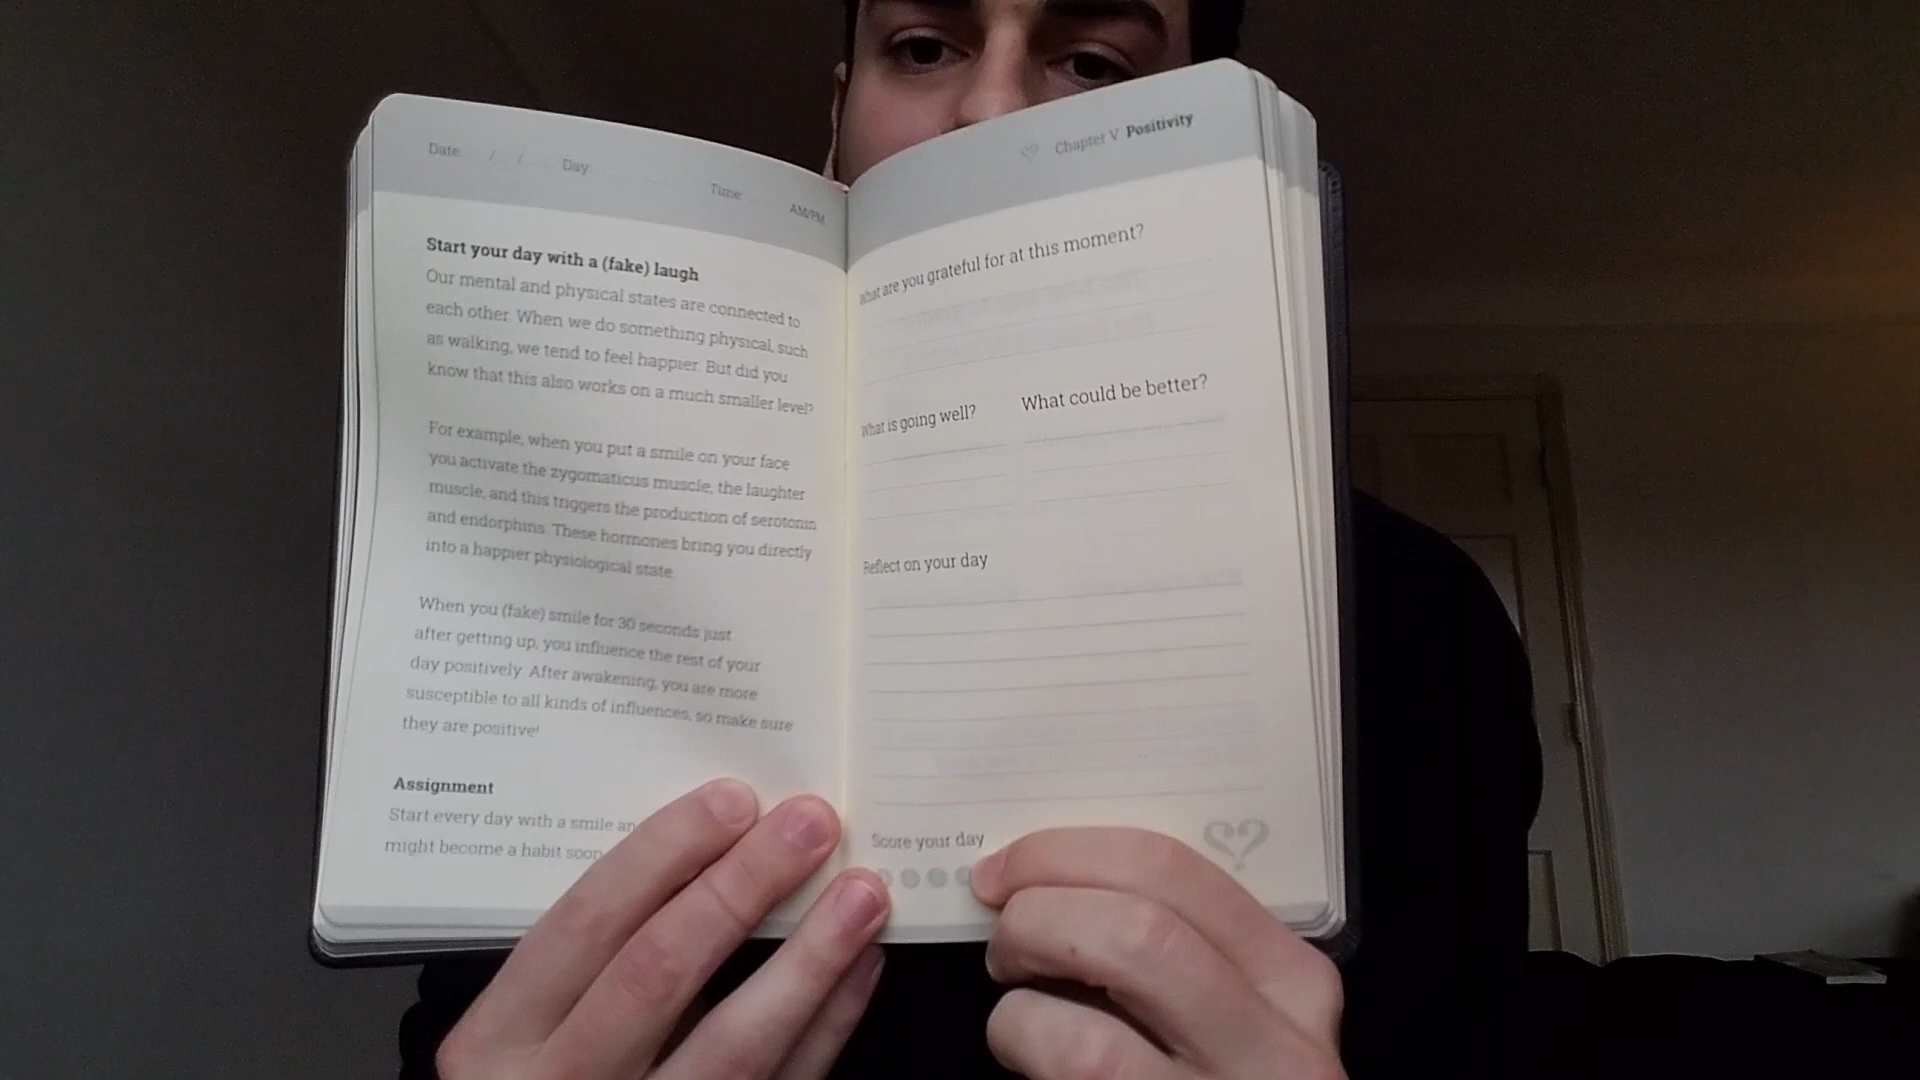 Date / / Day Time AM/PM
Start your day with a (fake) laugh
Our mental and physical states are connected to
each other. When we do something physical, such
as walking, we tend to feel happier. But did you
know that this also works on a much smaller level?
For example, when you put a smile on your face
you activate the zygomaticus muscle, the laughter
muscle, and this triggers the production of serotonin
and endorphins. These hormones bring you directly
into a happier physiological state.
When you (fake) smile for 30 seconds just
after getting up, you influence the rest of your
day positively. After awakening, you are more
susceptible to all kinds of influences, so make sure
they are positive!
Assignment
Start every day with a smile
might become a habit soon
Chapter V Positivity
What are you grateful for at this moment?
What is going well? What could be better?
Reflect on your day
Score your day